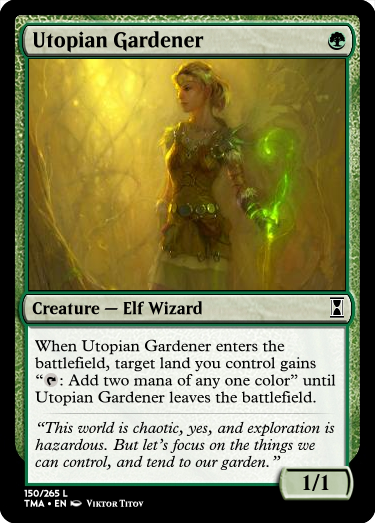 Utopian Gardener
Creature — Elf Wizard
When Utopian Gardener enters the
battlefield, target land you control gains
“: Add two mana of any one color” until
Utopian Gardener leaves the battlefield.
“This world is chaotic, yes, and exploration is
hazardous. But let’s focus on the things we
can control, and tend to our garden.”
1/1
150/265 L
TMA • EN Viktor Titov